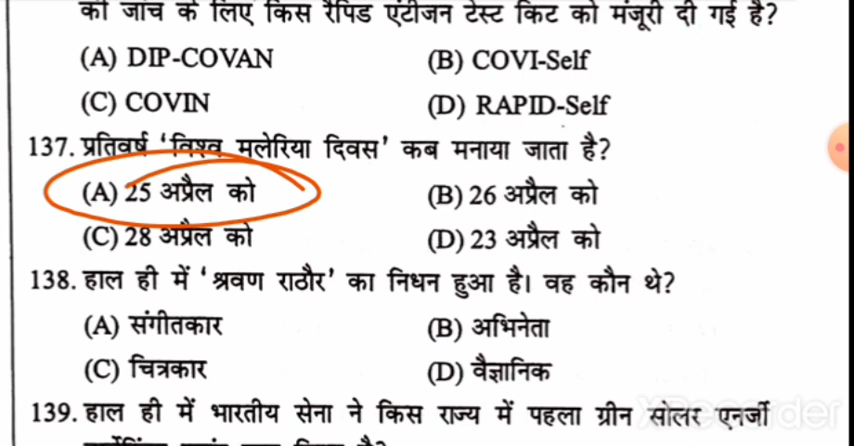 की जांच के लिए किस रैपिड एंटीजन टेस्ट किट को मंजूरी दी गई है?
(A) DIP-COVAN (B) COVI-Self
(C) COVIN (D) RAPID-Self
137. प्रतिवर्ष ‘विश्व मलेरिया दिवस’ कब मनाया जाता है?
(A) 25 अप्रैल को (B) 26 अप्रैल को
(C) 28 अप्रैल को (D) 23 अप्रैल को
138. हाल ही में ‘श्रवण राठौर’ का निधन हुआ है। वह कौन थे?
(A) संगीतकार (B) अभिनेता
(C) चित्रकार (D) वैज्ञानिक
139. हाल ही में भारतीय सेना ने किस राज्य में पहला ग्रीन सोलर एनर्जी
XRecorder